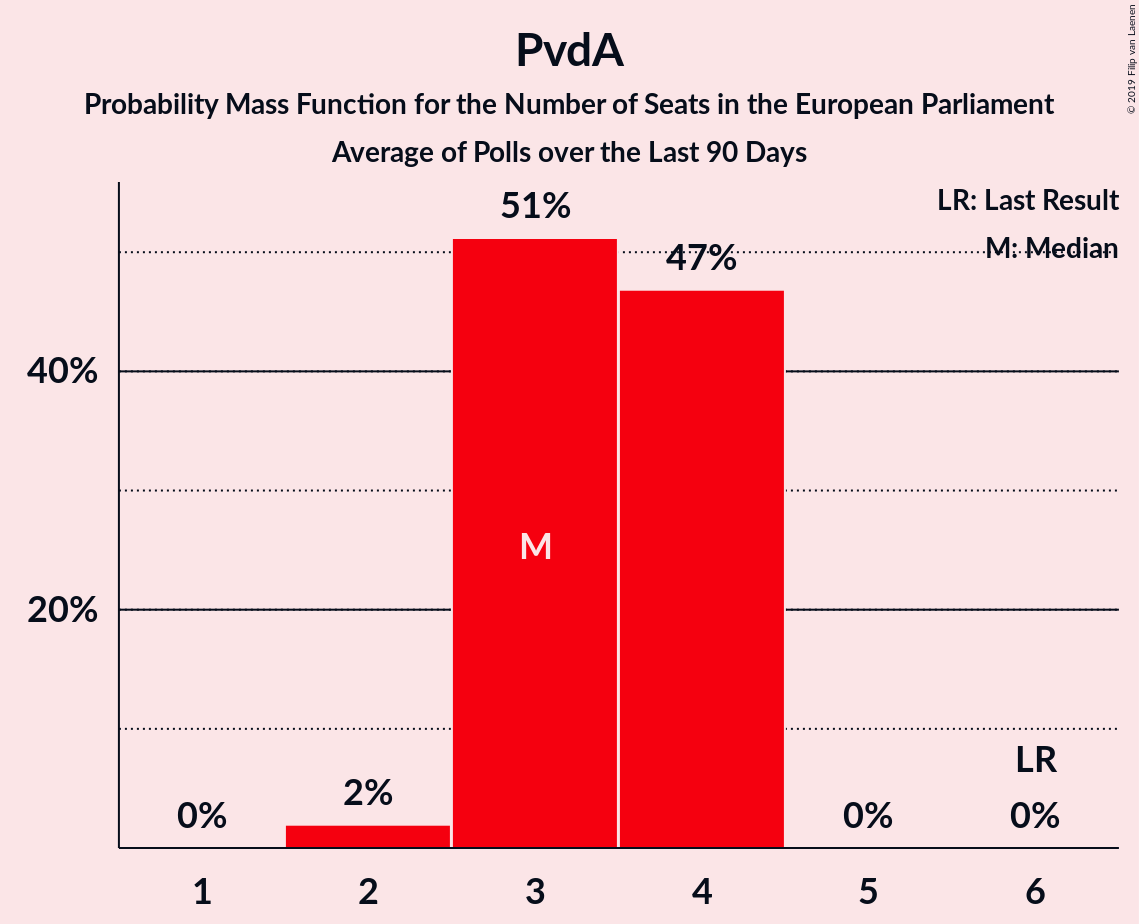 PvdA
Probability Mass Function for the Number of Seats in the European Parliament
Average of Polls over the Last 90 Days
© 2019 Filip van Laenen
LR: Last Result
M: Median
51%
47%
40%
M
20%
LR
0%
2%
0%
0%
1 2 3 4 5 6